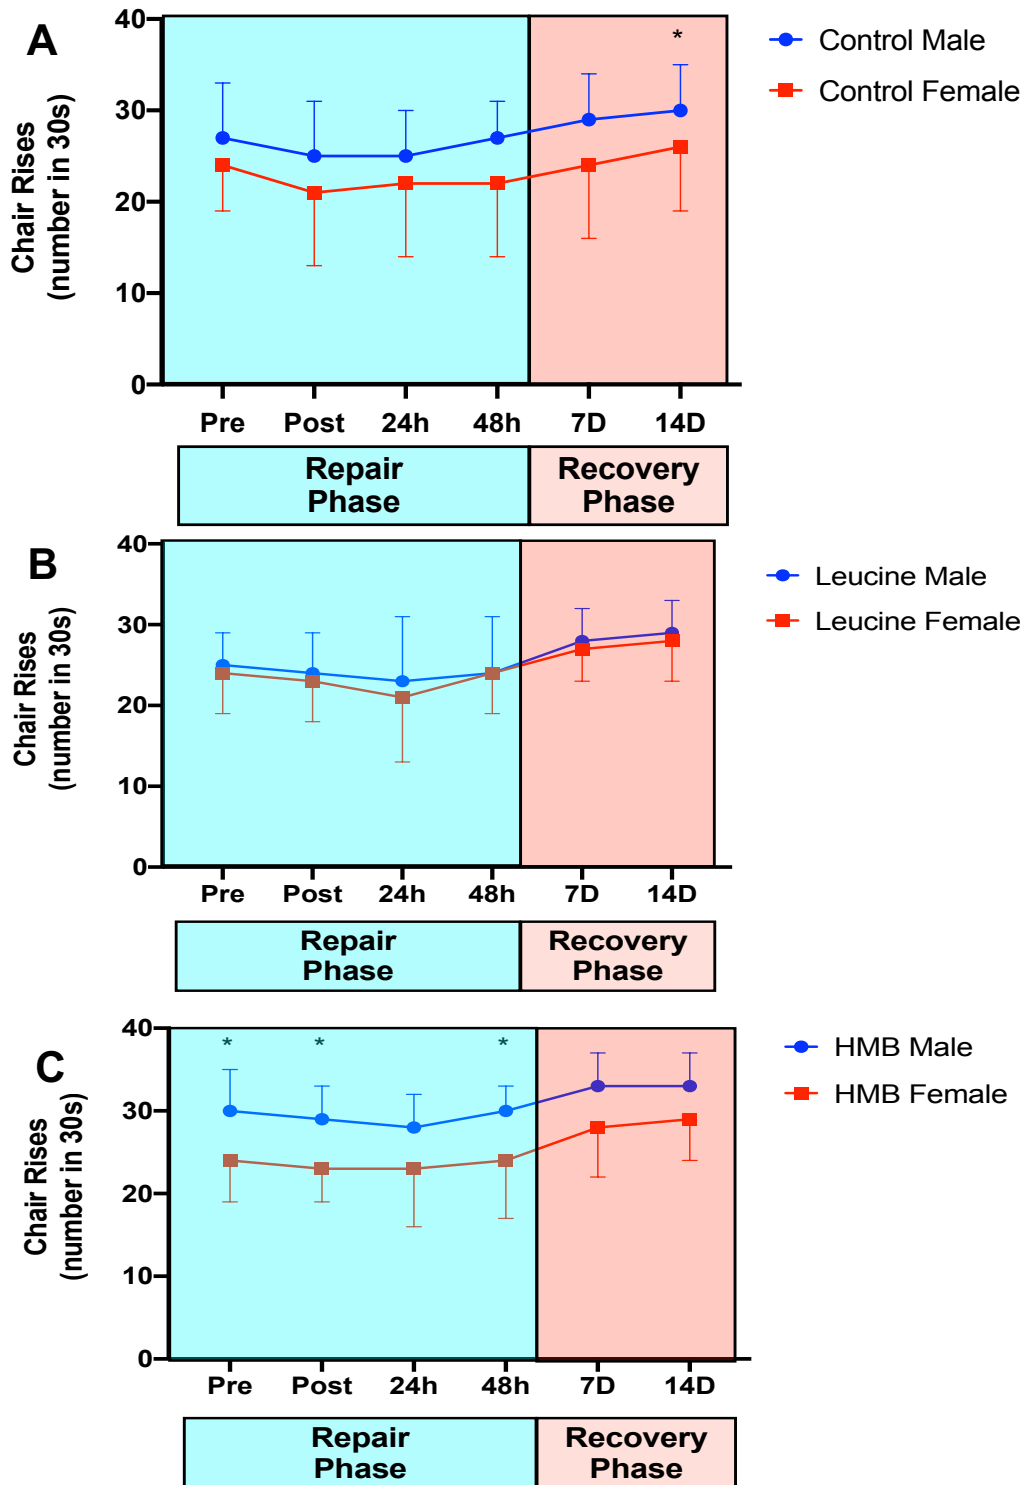 A
40
30
20
10
0
Chair Rises
(number in 30s)
*
Control Male
Control Female
Pre Post 24h 48h 7D 14D
Repair
Phase
Recovery
Phase
B
40
30
20
10
0
Chair Rises
(number in 30s)
Leucine Male
Leucine Female
Pre Post 24h 48h 7D 14D
Repair
Phase
Recovery
Phase
C
40
30
20
10
0
Chair Rises
(number in 30s)
* * *
HMB Male
HMB Female
Pre Post 24h 48h 7D 14D
Repair
Phase
Recovery
Phase